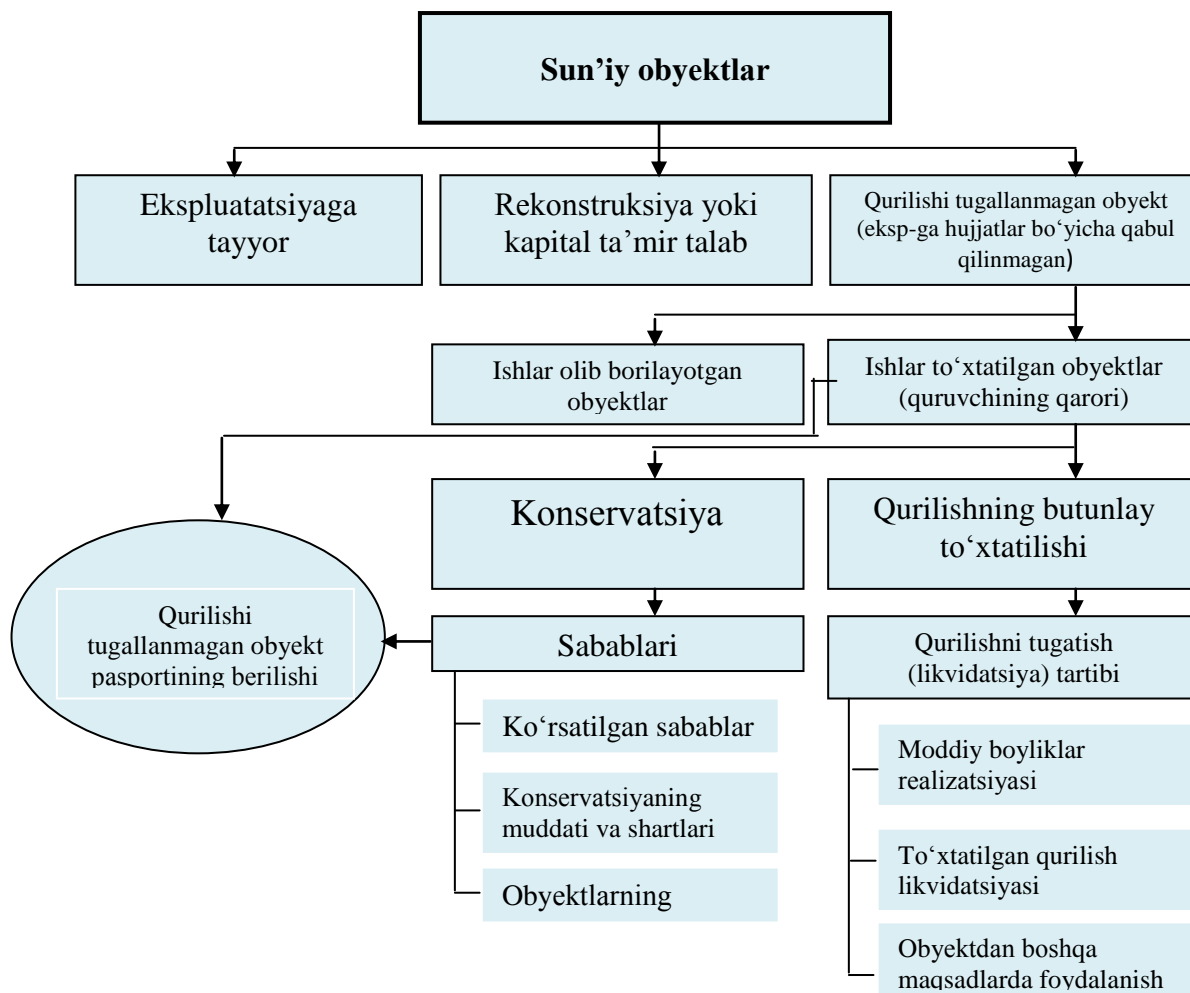 Sun’iy obyektlar
Ekspluatatsiyaga
tayyor
Rekonstruksiya yoki
kapital ta’mir talab
Qurilishi tugallanmagan obyekt
(eksp-ga hujjatlar bo‘yicha qabul
qilinmagan)
Ishlar olib borilayotgan
obyektlar
Ishlar to‘xtatilgan obyektlar
(quruvchining qarori)
Konservatsiya
Qurilishning butunlay
to‘xtatilishi
Qurilishi
tugallanmagan obyekt
pasportining berilishi
Sabablari
Qurilishni tugatish
(likvidatsiya) tartibi
Ko‘rsatilgan sabablar
Konservatsiyaning
muddati va shartlari
Obyektlarning
Moddiy boyliklar
realizatsiyasi
To‘xtatilgan qurilish
likvidatsiyasi
Obyektdan boshqa
maqsadlarda foydalanish